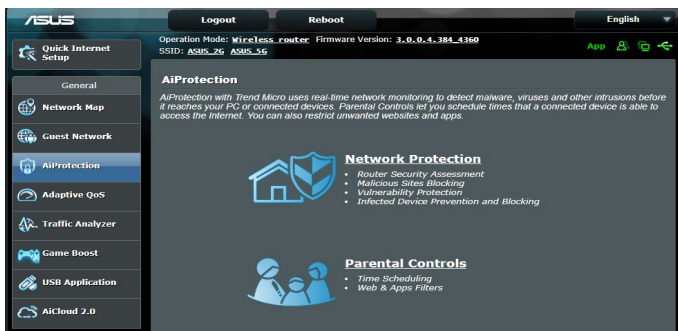 ASUS
Logout
Reboot
English
Quick Internet
Setup
Operation Mode: Wireless router Firmware Version: 3.0.0.4.384_4360
SSID: ASUS_2G ASUS_5G
App
General
Network Map
Guest Network
AiProtection
Adaptive QoS
Traffic Analyzer
Game Boost
USB Application
AiCloud 2.0
AiProtection
AiProtection with Trend Micro uses real-time network monitoring to detect malware, viruses and other intrusions before
it reaches your PC or connected devices. Parental Controls let you schedule times that a connected device is able to
access the Internet. You can also restrict unwanted websites and apps.
Network Protection
• Router Security Assessment
• Malicious Sites Blocking
• Vulnerability Protection
• Infected Device Prevention and Blocking
Parental Controls
• Time Scheduling
• Web & Apps Filters